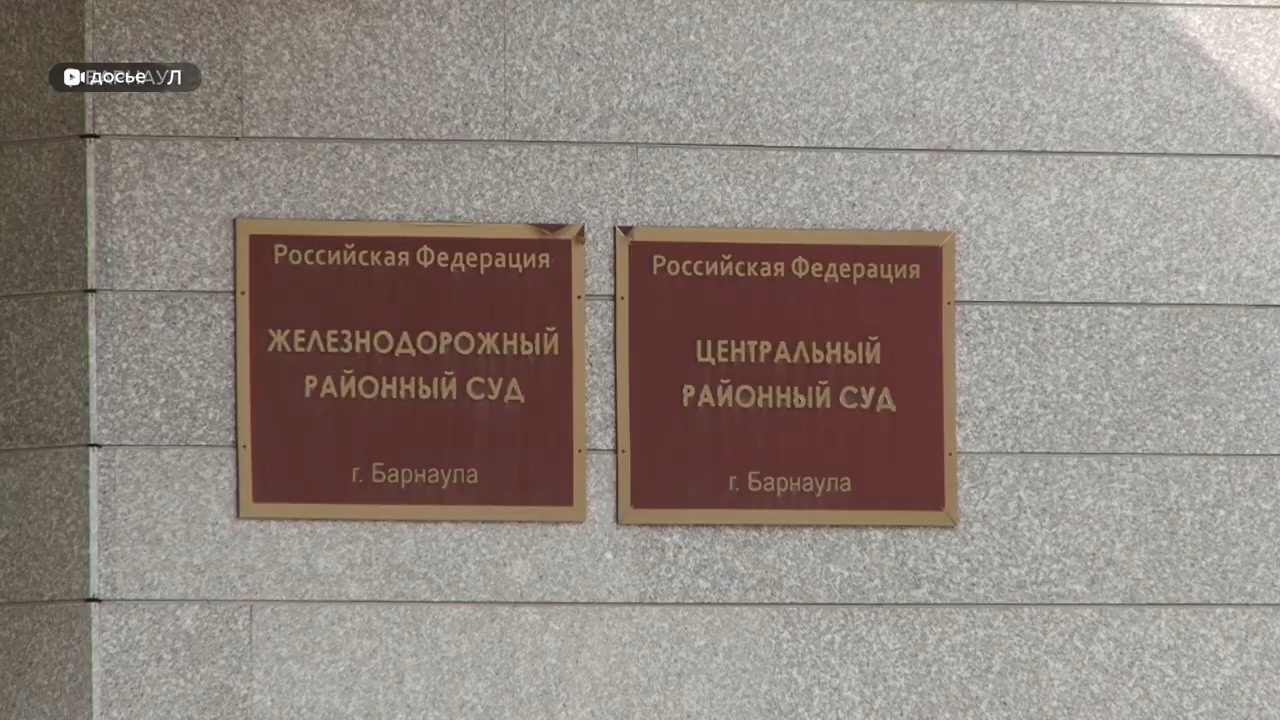 досье
Российская Федерация
ЖЕЛЕЗНОДОРОЖНЫЙ
РАЙОННЫЙ СУД
г. Барнаула
Российская Федерация
ЦЕНТРАЛЬНЫЙ
РАЙОННЫЙ СУД
г. Барнаула